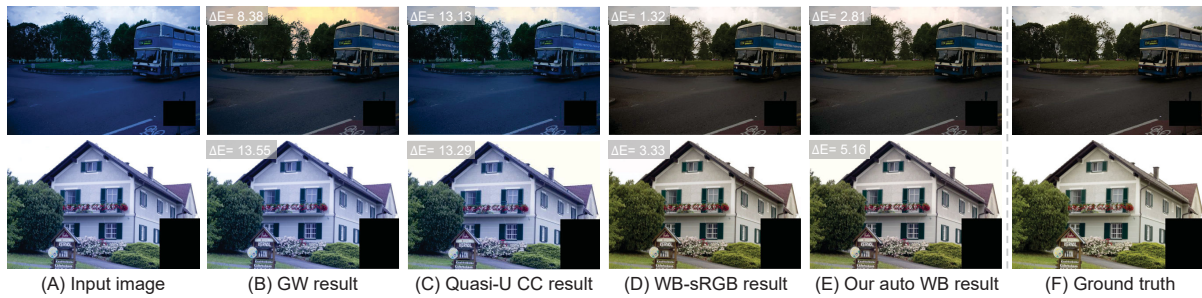 ΔE= 8.38
ΔE= 13.13
ΔE= 1.32
ΔE= 2.81
ΔE= 13.55
ΔE= 13.29
ΔE= 3.33
ΔE= 5.16
(A) Input image
(B) GW result
(C) Quasi-U CC result
(D) WB-sRGB result
(E) Our auto WB result
(F) Ground truth